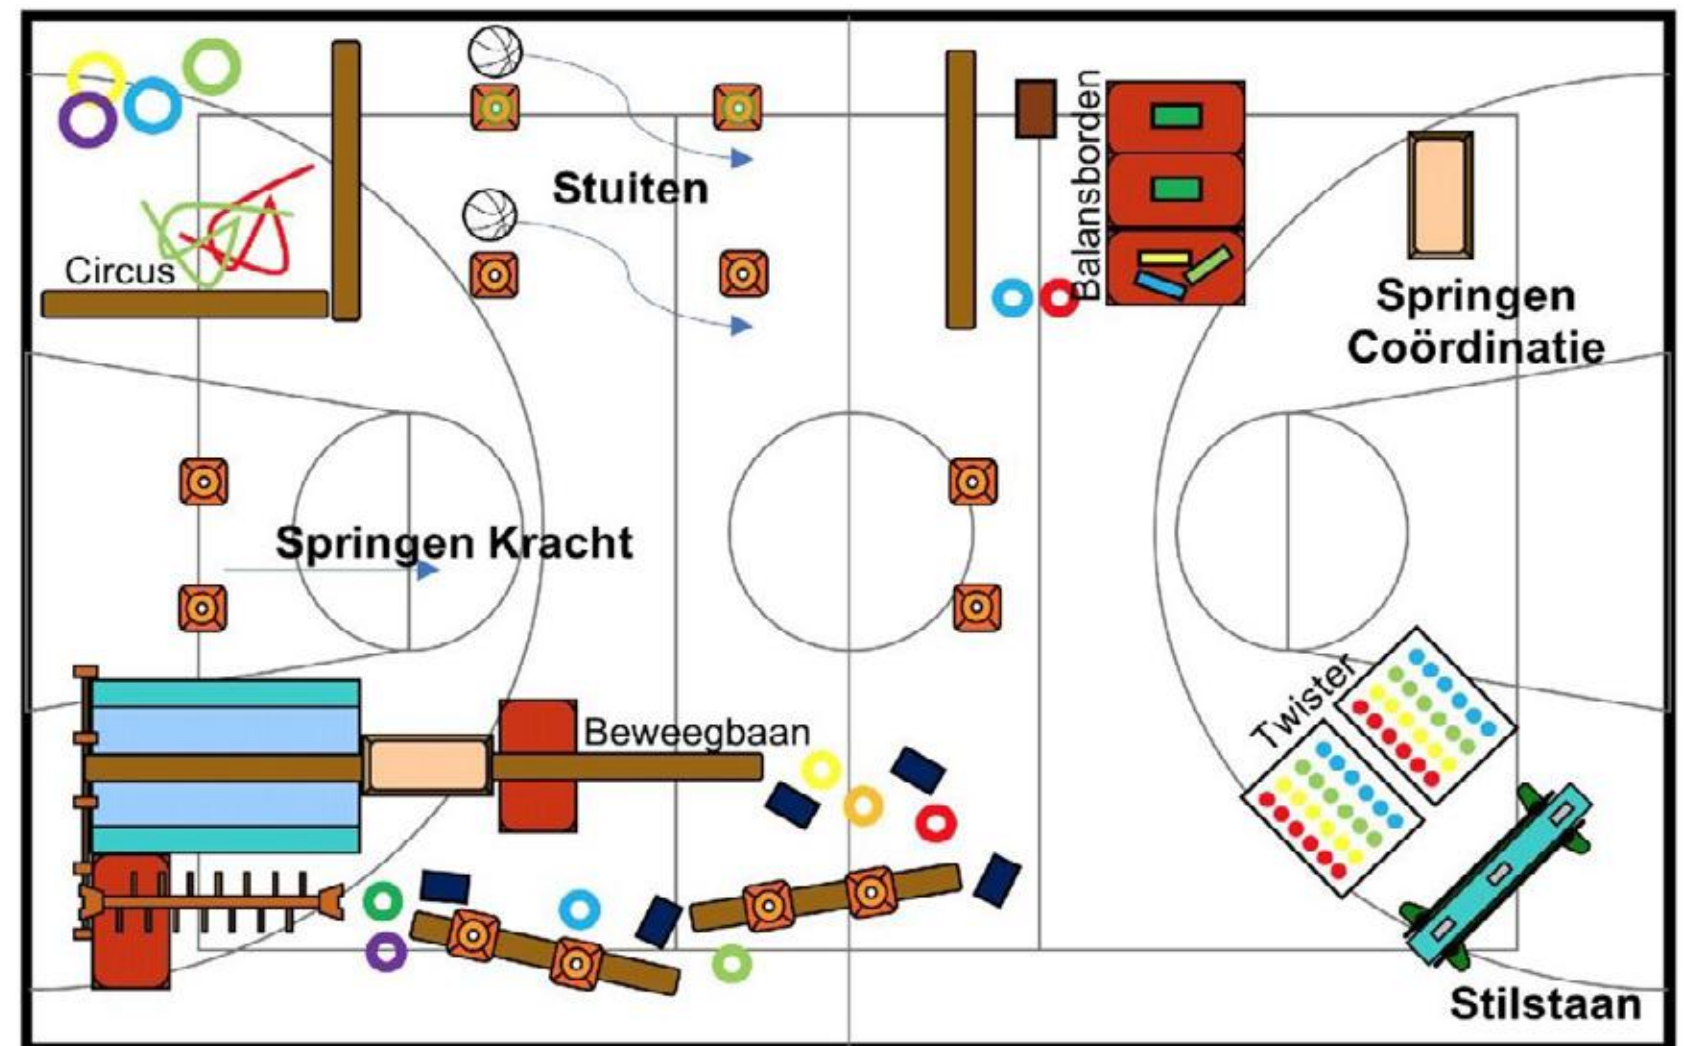 Stuiten
Balansborden
Circus
Springen
Coördinatie
Springen Kracht
Twister
Beweegbaan
Stilstaan